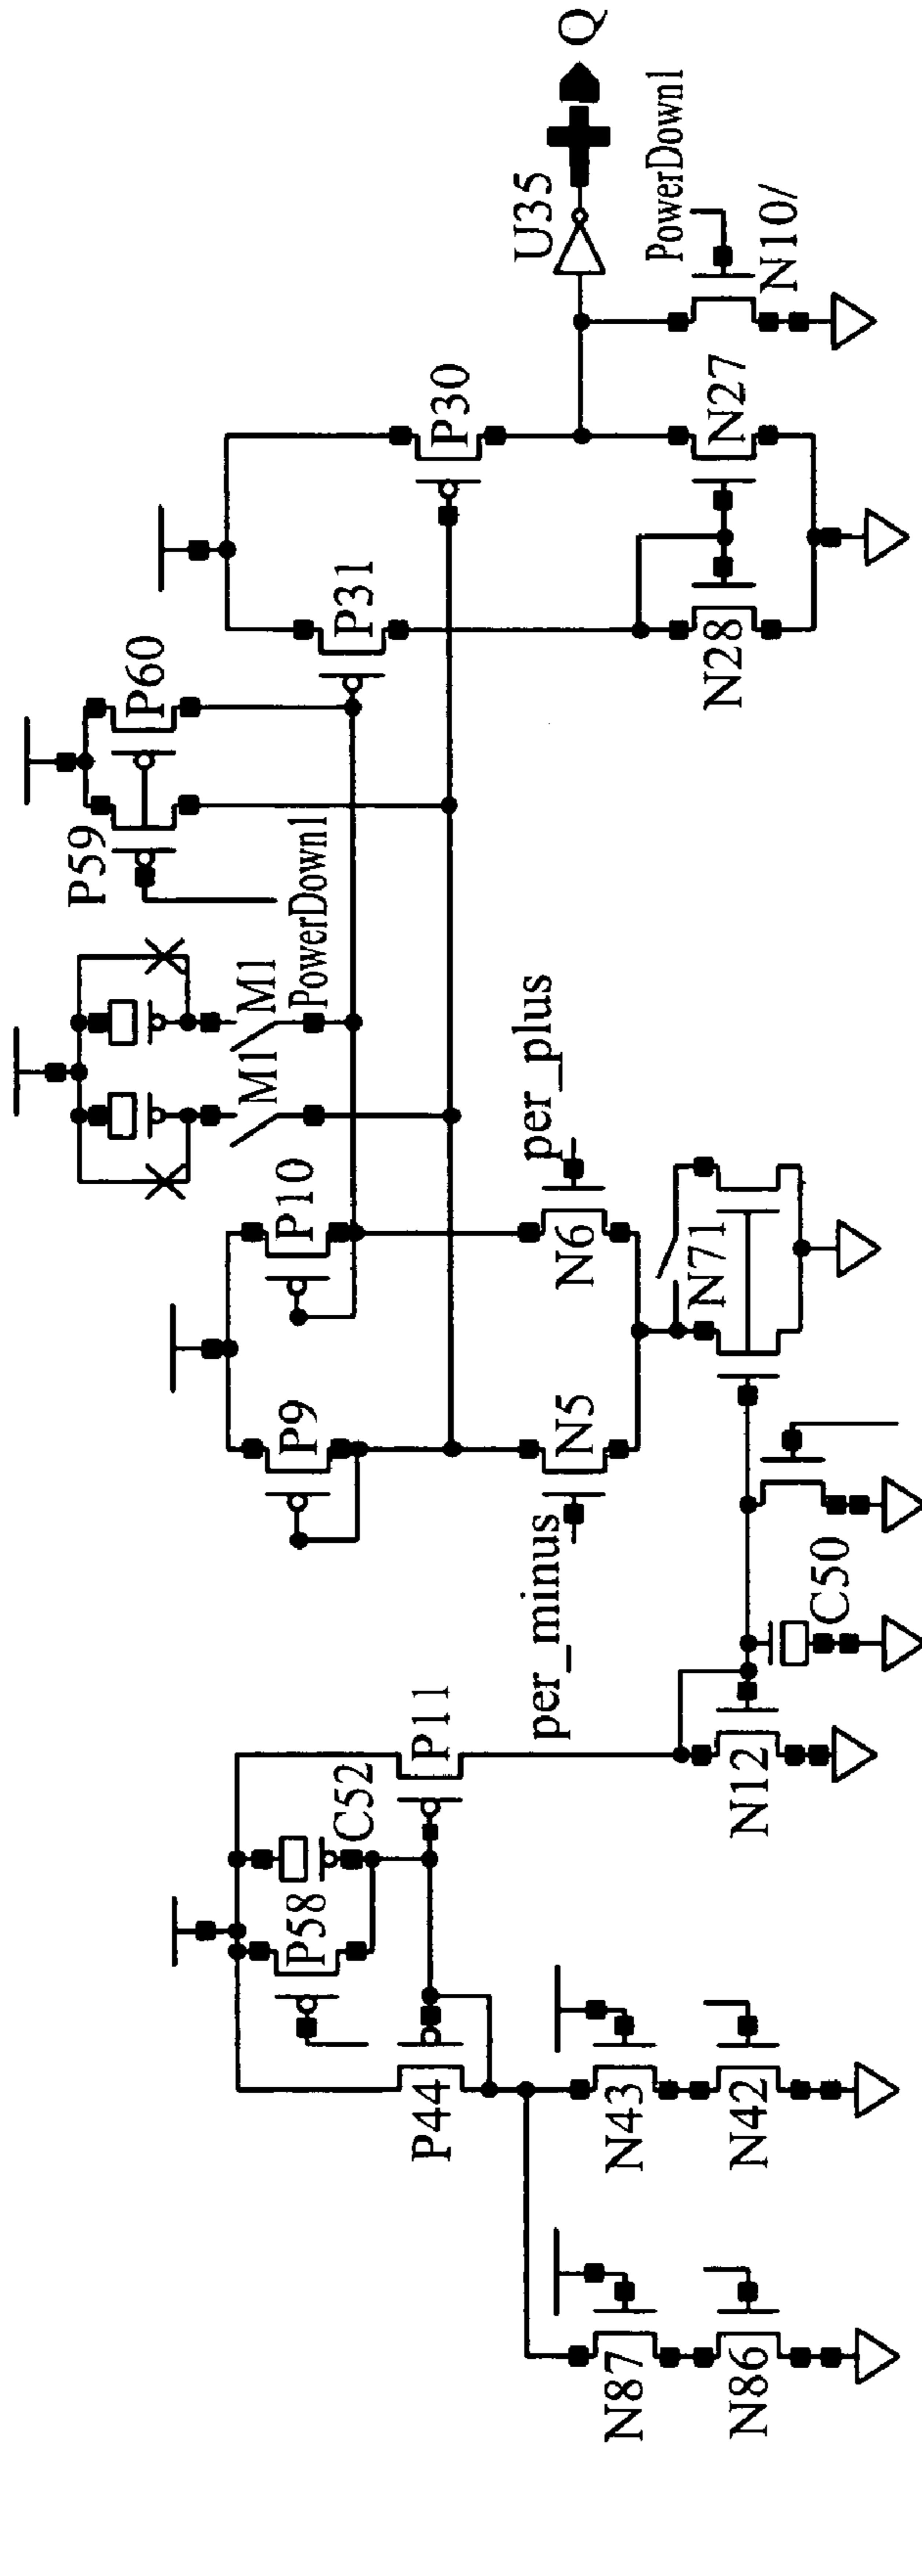 Q
U35
PowerDown1
N10/
P30
N27
P31
N28
P60
P59
PowerDown1
M1
M1
per_plus
P10
N6
N71
P9
N5
per_minus
C50
P11
C52
N12
P58
P44
N43
N42
N87
N86